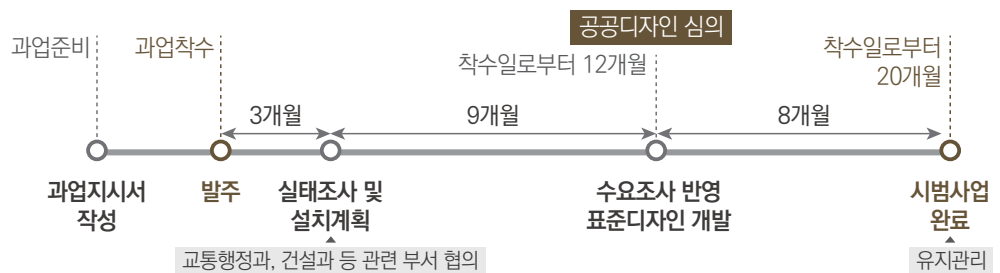 공공디자인 심의
과업준비
과업착수
착수일로부터 12개월
착수일로부터
20개월
3개월
9개월
8개월
과업지시서
작성
발주
실태조사 및
설치계획
수요조사 반영
표준디자인 개발
시범사업
완료
교통행정과, 건설과 등 관련 부서 협의
유지관리